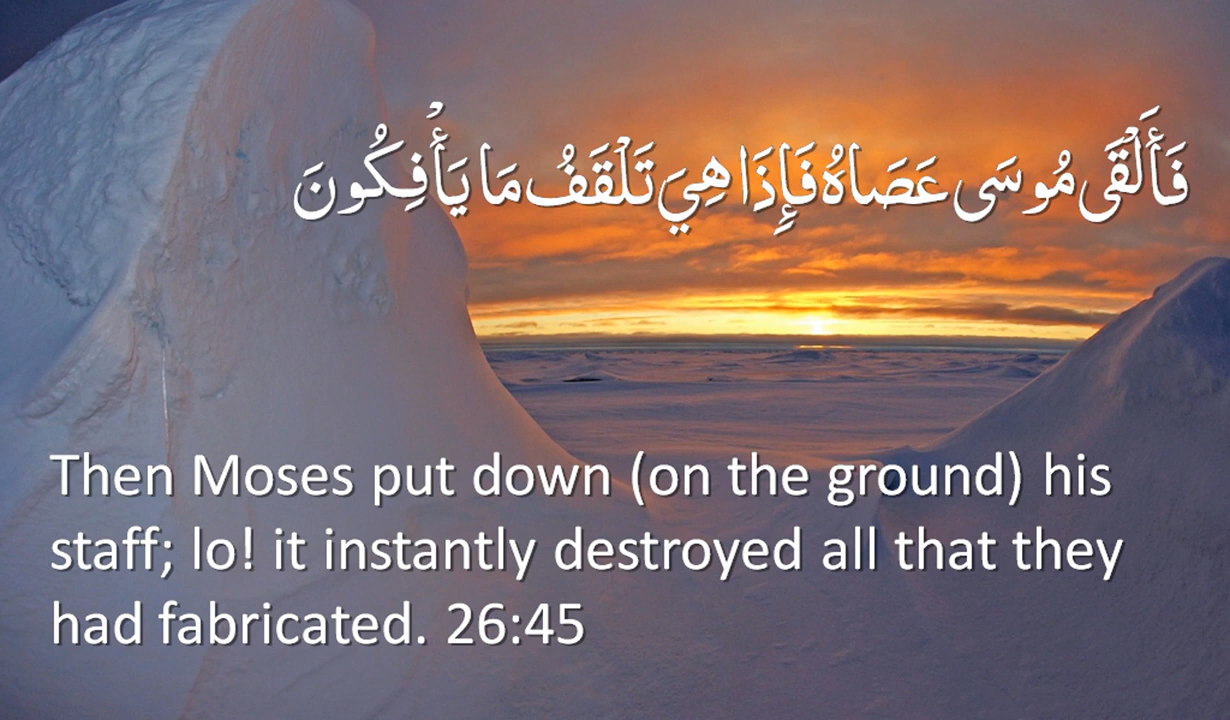 فَأَلْقَى مُوسَى عَصَاهُ فَإِذَا هِيَ تَلْقَفُ مَا يَأْفِكُونَ
Then Moses put down (on the ground) his
staff; lo! it instantly destroyed all that they
had fabricated. 26:45